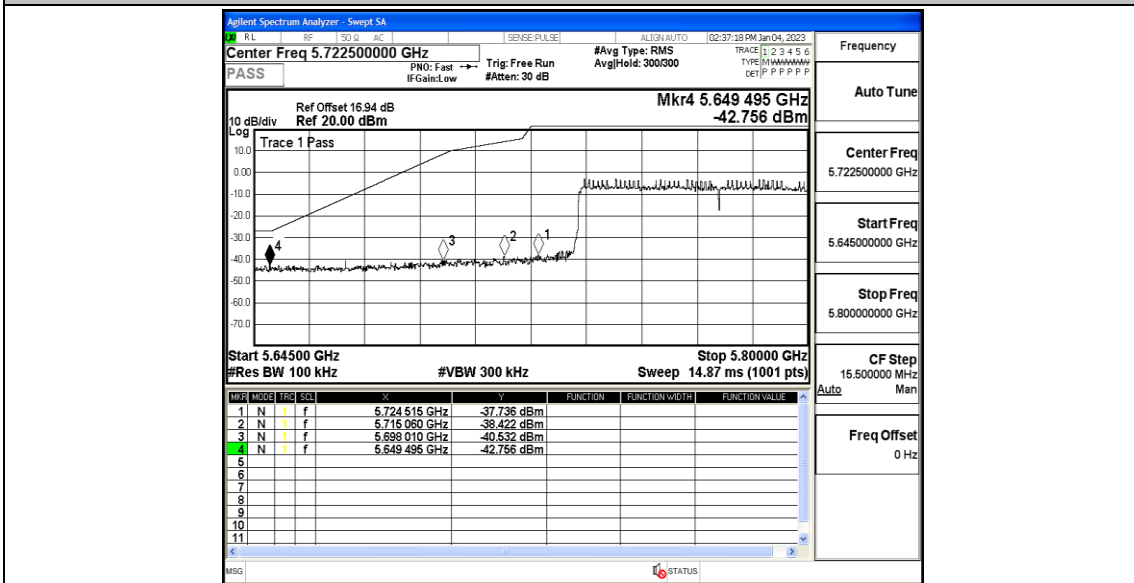 Agilent Spectrum Analyzer - Swept SA
LXI RL RF 50 Ω AC SENSE:PULSE ALIGN AUTO 02:37:18 PM Jan 04, 2023
Center Freq 5.722500000 GHz
PASS
PNO: Fast
IFGain:Low
Trig: Free Run
#Atten: 30 dB
#Avg Type: RMS
Avg|Hold: 300/300
TRACE 1 2 3 4 5 6
TYPE M W W W W W
DET P P P P P P
Ref Offset 16.94 dB
10 dB/div Ref 20.00 dBm
Mkr4 5.649 495 GHz
-42.756 dBm
Log
Trace 1 Pass
10.0
0.00
-10.0
-20.0
-30.0
-40.0
-50.0
-60.0
-70.0
4
3
2
1
Start 5.64500 GHz Stop 5.80000 GHz
#Res BW 100 kHz #VBW 300 kHz Sweep 14.87 ms (1001 pts)
MKR MODE TRC SCL X Y FUNCTION FUNCTION WIDTH FUNCTION VALUE
1 N 1 f 5.724 515 GHz -37.736 dBm
2 N 1 f 5.715 060 GHz -38.422 dBm
3 N 1 f 5.698 010 GHz -40.532 dBm
4 N 1 f 5.649 495 GHz -42.756 dBm
5
6
7
8
9
10
11
MSG STATUS
Frequency
Auto Tune
Center Freq
5.722500000 GHz
Start Freq
5.645000000 GHz
Stop Freq
5.800000000 GHz
CF Step
15.500000 MHz
Auto Man
Freq Offset
0 Hz